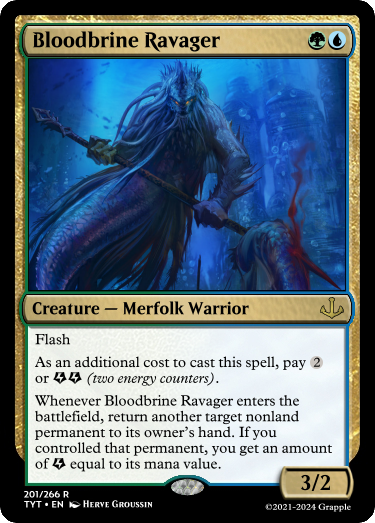 Bloodbrine Ravager
Creature — Merfolk Warrior
Flash
As an additional cost to cast this spell, pay 2
or (two energy counters).
Whenever Bloodbrine Ravager enters the
battlefield, return another target nonland
permanent to its owner's hand. If you
controlled that permanent, you get an amount
of equal to its mana value.
3/2
201/266 R
TYT • EN Herve Groussin
©2021-2024 Grapple